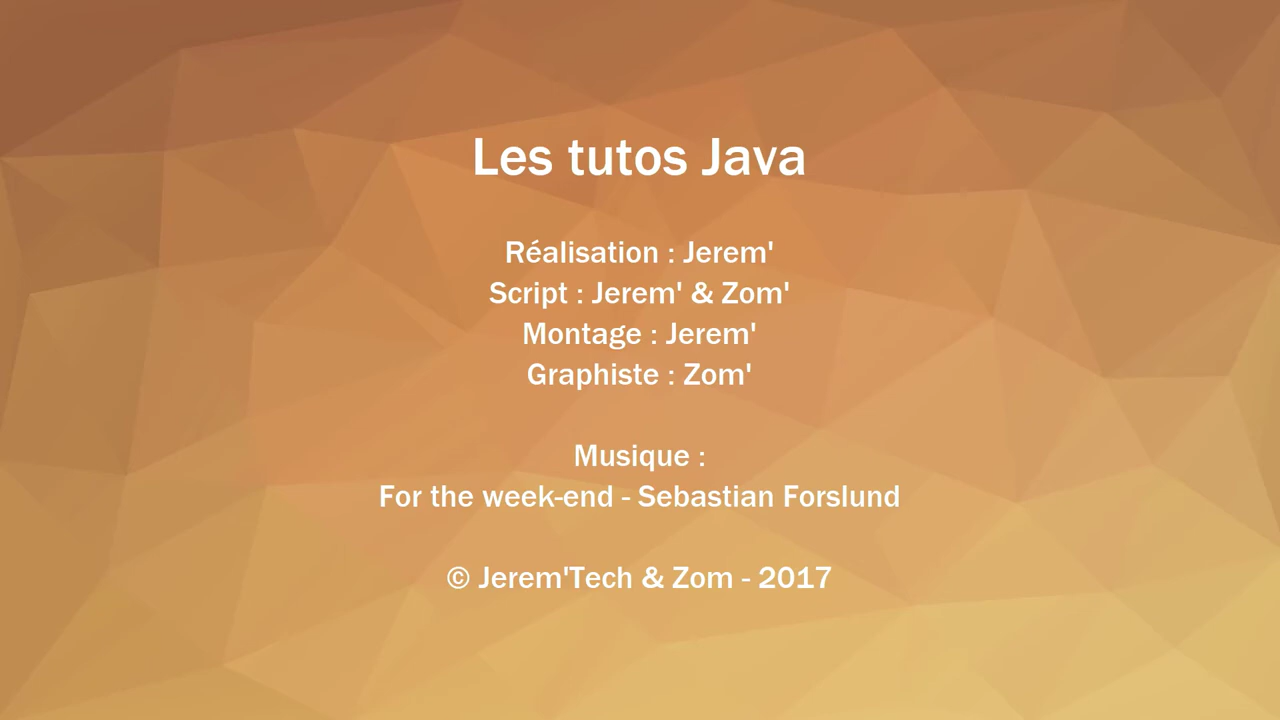 Les tutos Java
Réalisation : Jerem'
Script : Jerem' & Zom'
Montage : Jerem'
Graphiste : Zom'
Musique :
For the week-end - Sebastian Forslund
© Jerem'Tech & Zom - 2017